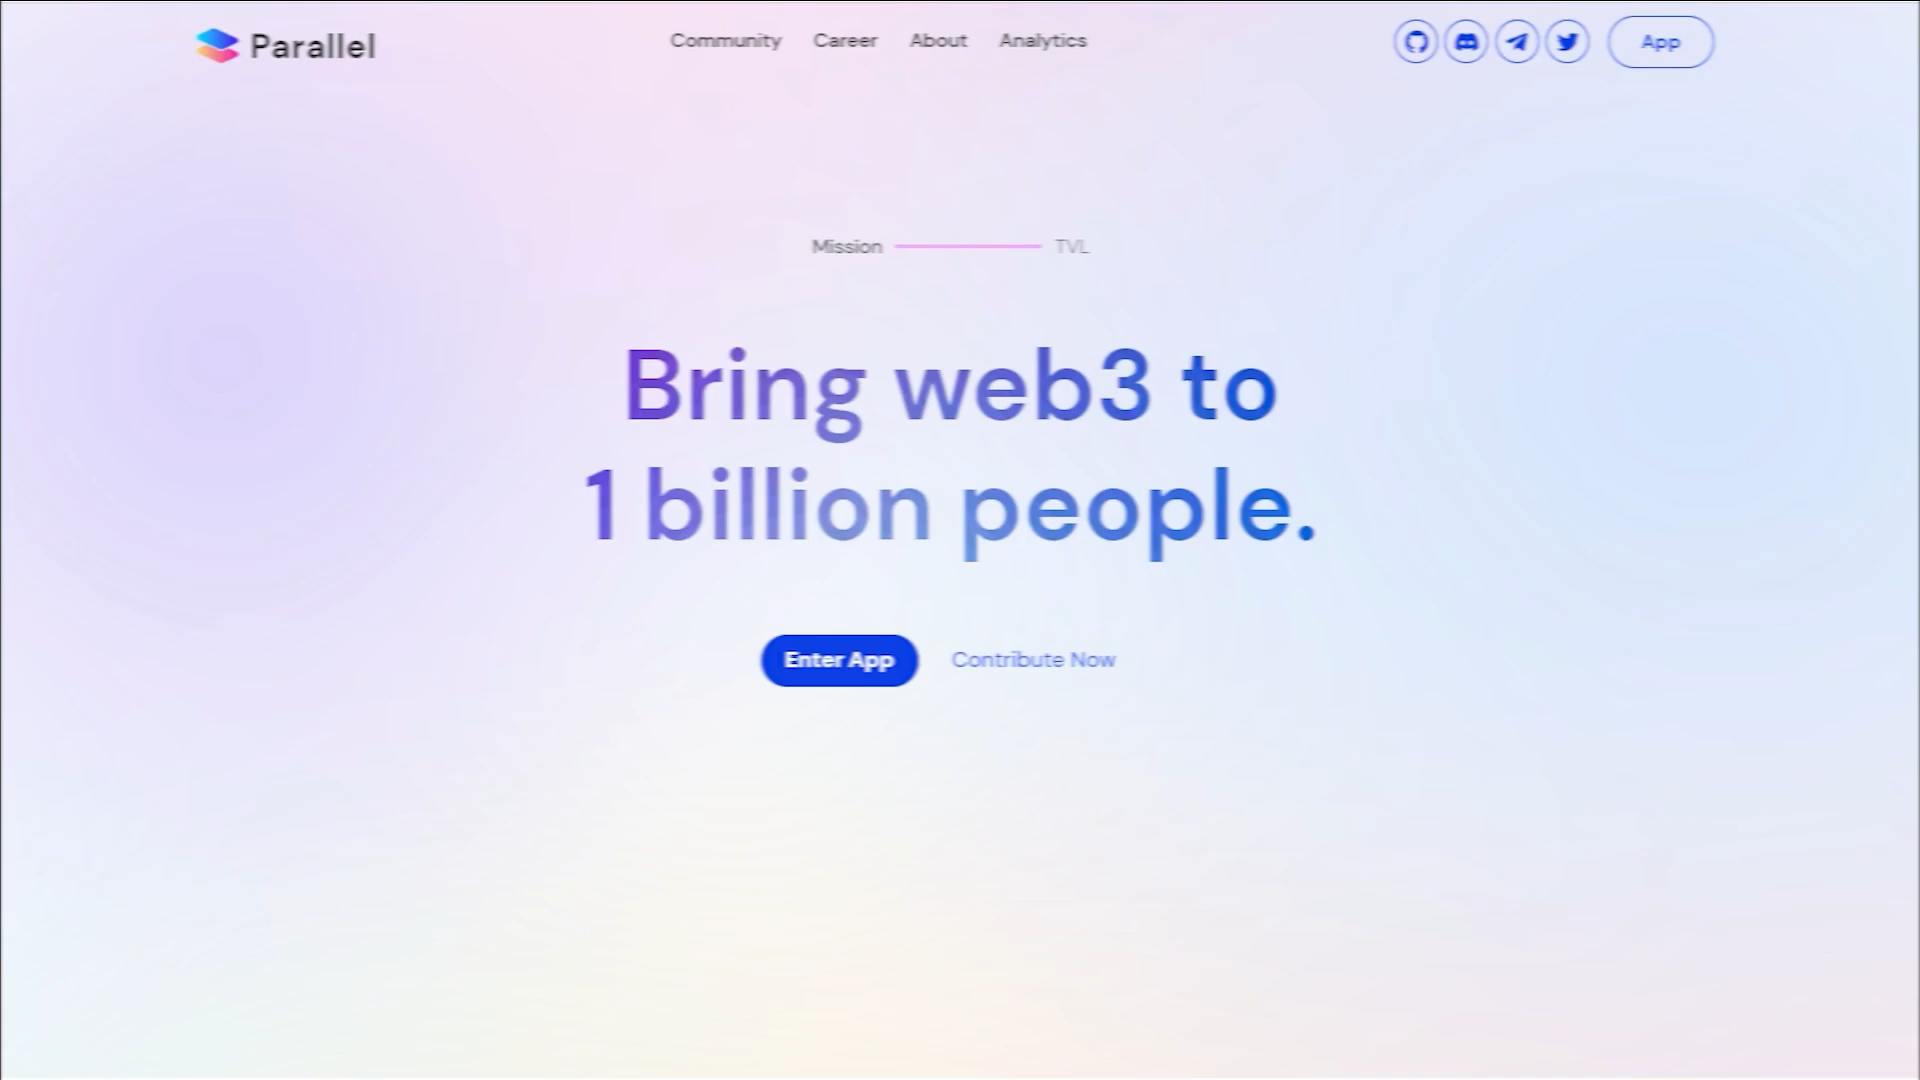 Parallel
Community Career About Analytics
App
Mission TVL
Bring web3 to
1 billion people.
Enter App Contribute Now